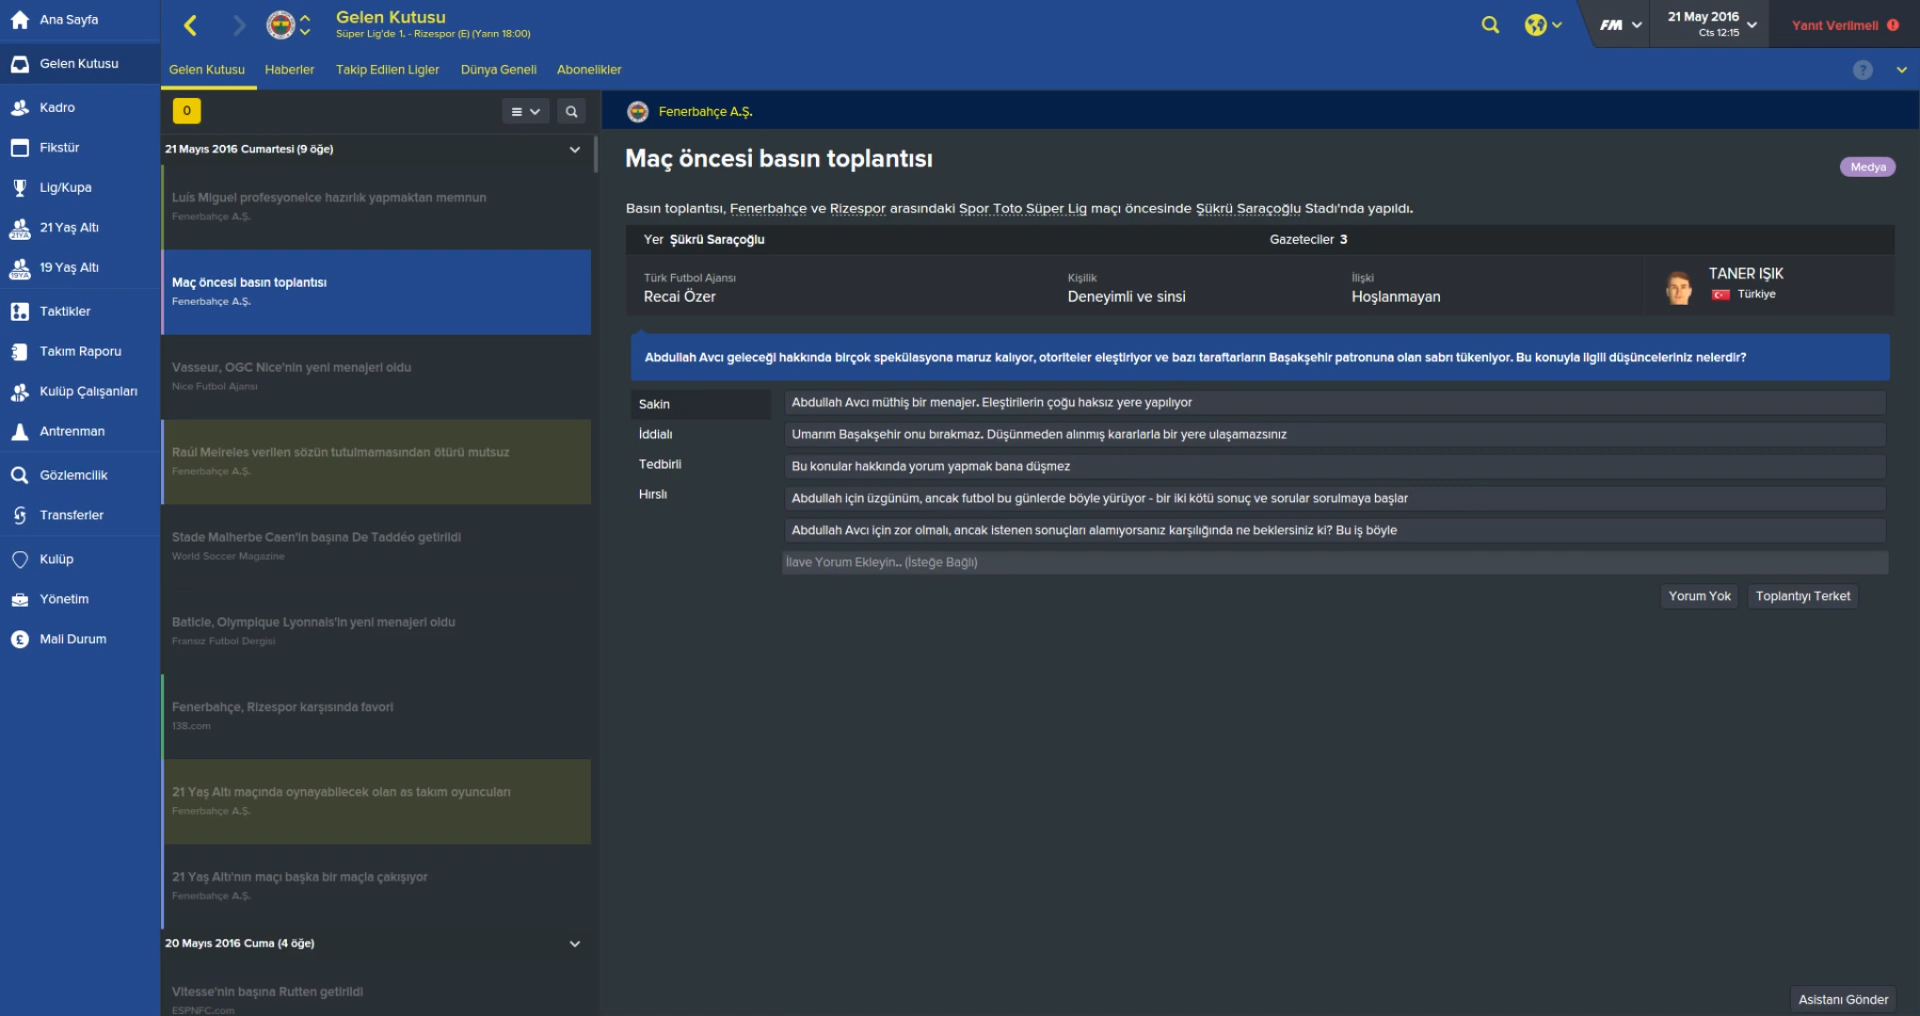 Ana Sayfa
Gelen Kutusu
Kadro
Fikstür
Lig/Kupa
21 Yaş Altı
19 Yaş Altı
Taktikler
Takım Raporu
Kulüp Çalışanları
Antrenman
Gözlemcilik
Transferler
Kulüp
Yönetim
Mali Durum
Gelen Kutusu
Süper Lig'de 1. - Rizespor (E) (Yarın 18:00)
FM
21 May 2016
Cts 12:15
Yanıt Verilmeli
Gelen Kutusu Haberler Takip Edilen Ligler Dünya Geneli Abonelikler
0
21 Mayıs 2016 Cumartesi (9 öğe)
Luís Miguel profesyonelce hazırlık yapmaktan memnun
Fenerbahçe A.Ş.
Maç öncesi basın toplantısı
Fenerbahçe A.Ş.
Vasseur, OGC Nice'nin yeni menajeri oldu
Nice Futbol Ajansı
Raúl Meireles verilen sözün tutulmamasından ötürü mutsuz
Fenerbahçe A.Ş.
Stade Malherbe Caen'in başına De Taddéo getirildi
World Soccer Magazine
Baticle, Olympique Lyonnais'in yeni menajeri oldu
Fransız Futbol Dergisi
Fenerbahçe, Rizespor karşısında favori
138.com
21 Yaş Altı maçında oynayabilecek olan as takım oyuncuları
Fenerbahçe A.Ş.
21 Yaş Altı'nın maçı başka bir maçla çakışıyor
Fenerbahçe A.Ş.
20 Mayıs 2016 Cuma (4 öğe)
Vitesse'nin başına Rutten getirildi
ESPNFC.com
Fenerbahçe A.Ş.
Maç öncesi basın toplantısı
Medya
Basın toplantısı, Fenerbahçe ve Rizespor arasındaki Spor Toto Süper Lig maçı öncesinde Şükrü Saraçoğlu Stadı'nda yapıldı.
Yer Şükrü Saraçoğlu
Gazeteciler 3
Türk Futbol Ajansı
Recai Özer
Kişilik
Deneyimli ve sinsi
İlişki
Hoşlanmayan
TANER IŞIK
Türkiye
Abdullah Avcı geleceği hakkında birçok spekülasyona maruz kalıyor, otoriteler eleştiriyor ve bazı taraftarların Başakşehir patronuna olan sabrı tükeniyor. Bu konuyla ilgili düşünceleriniz nelerdir?
Sakin
İddialı
Tedbirli
Hırslı
Abdullah Avcı müthiş bir menajer. Eleştirilerin çoğu haksız yere yapılıyor
Umarım Başakşehir onu bırakmaz. Düşünmeden alınmış kararlarla bir yere ulaşamazsınız
Bu konular hakkında yorum yapmak bana düşmez
Abdullah için üzgünüm, ancak futbol bu günlerde böyle yürüyor - bir iki kötü sonuç ve sorular sorulmaya başlar
Abdullah Avcı için zor olmalı, ancak istenen sonuçları alamıyorsanız karşılığında ne beklersiniz ki? Bu iş böyle
İlave Yorum Ekleyin.. (İsteğe Bağlı)
Yorum Yok
Toplantıyı Terket
Asistanı Gönder